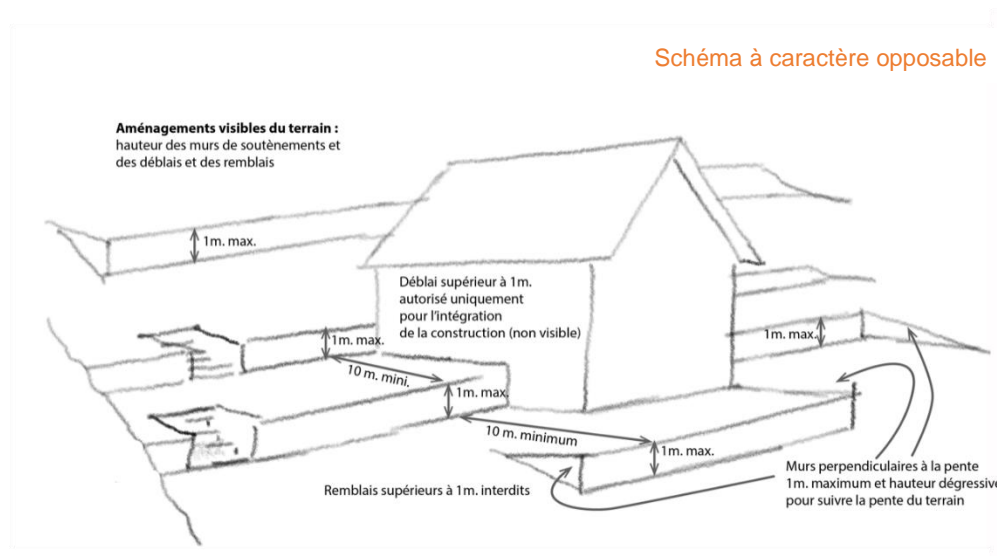 Schéma à caractère opposable
Aménagements visibles du terrain :
hauteur des murs de soutènements et
des déblais et des remblais
1m. max.
Déblai supérieur à 1m.
autorisé uniquement
pour l'intégration
de la construction (non visible)
1m. max.
1m. max.
10 m. mini.
1m. max.
10 m. minimum
1m. max.
Remblais supérieurs à 1m. interdits
Murs perpendiculaires à la pente
1m. maximum et hauteur dégressive
pour suivre la pente du terrain